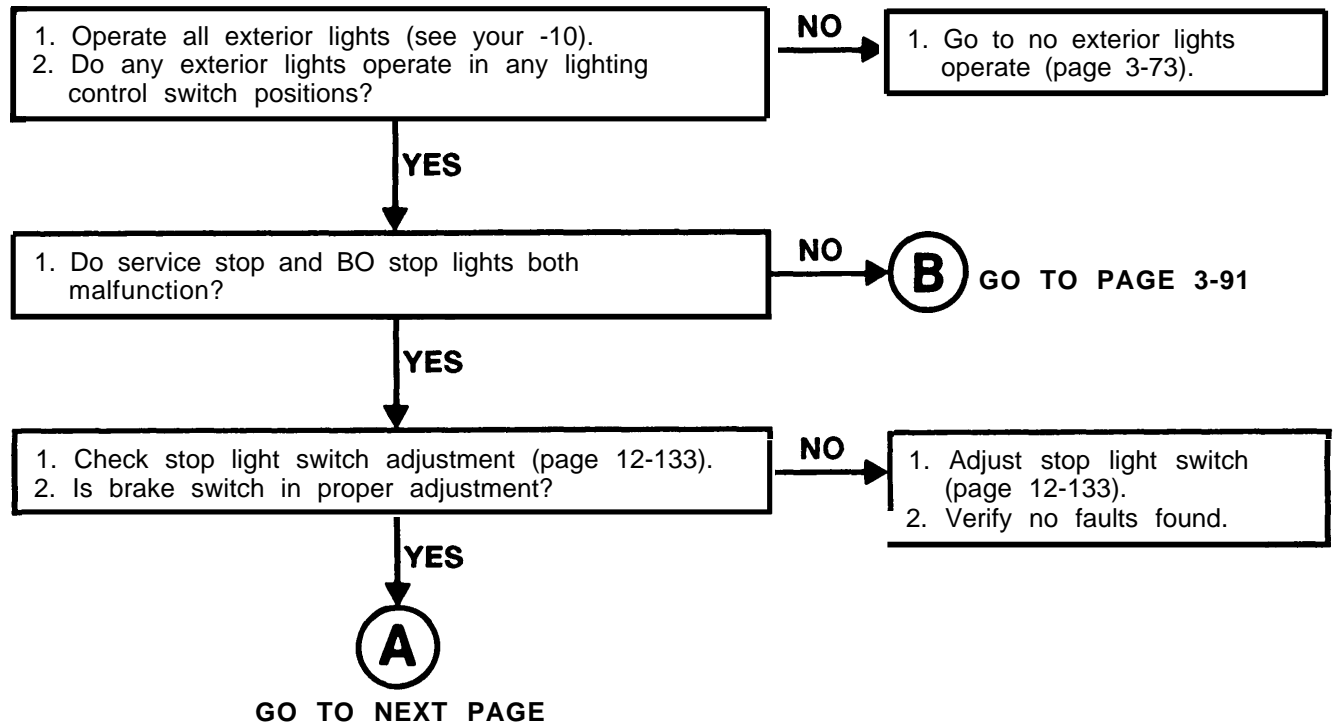 1. Operate all exterior lights (see your -10).
2. Do any exterior lights operate in any lighting
control switch positions?
NO
1. Go to no exterior lights
operate (page 3-73).
YES
1. Do service stop and BO stop lights both
malfunction?
NO
B
GO TO PAGE 3-91
YES
1. Check stop light switch adjustment (page 12-133).
2. Is brake switch in proper adjustment?
NO
1. Adjust stop light switch
(page 12-133).
2. Verify no faults found.
YES
A
GO TO NEXT PAGE